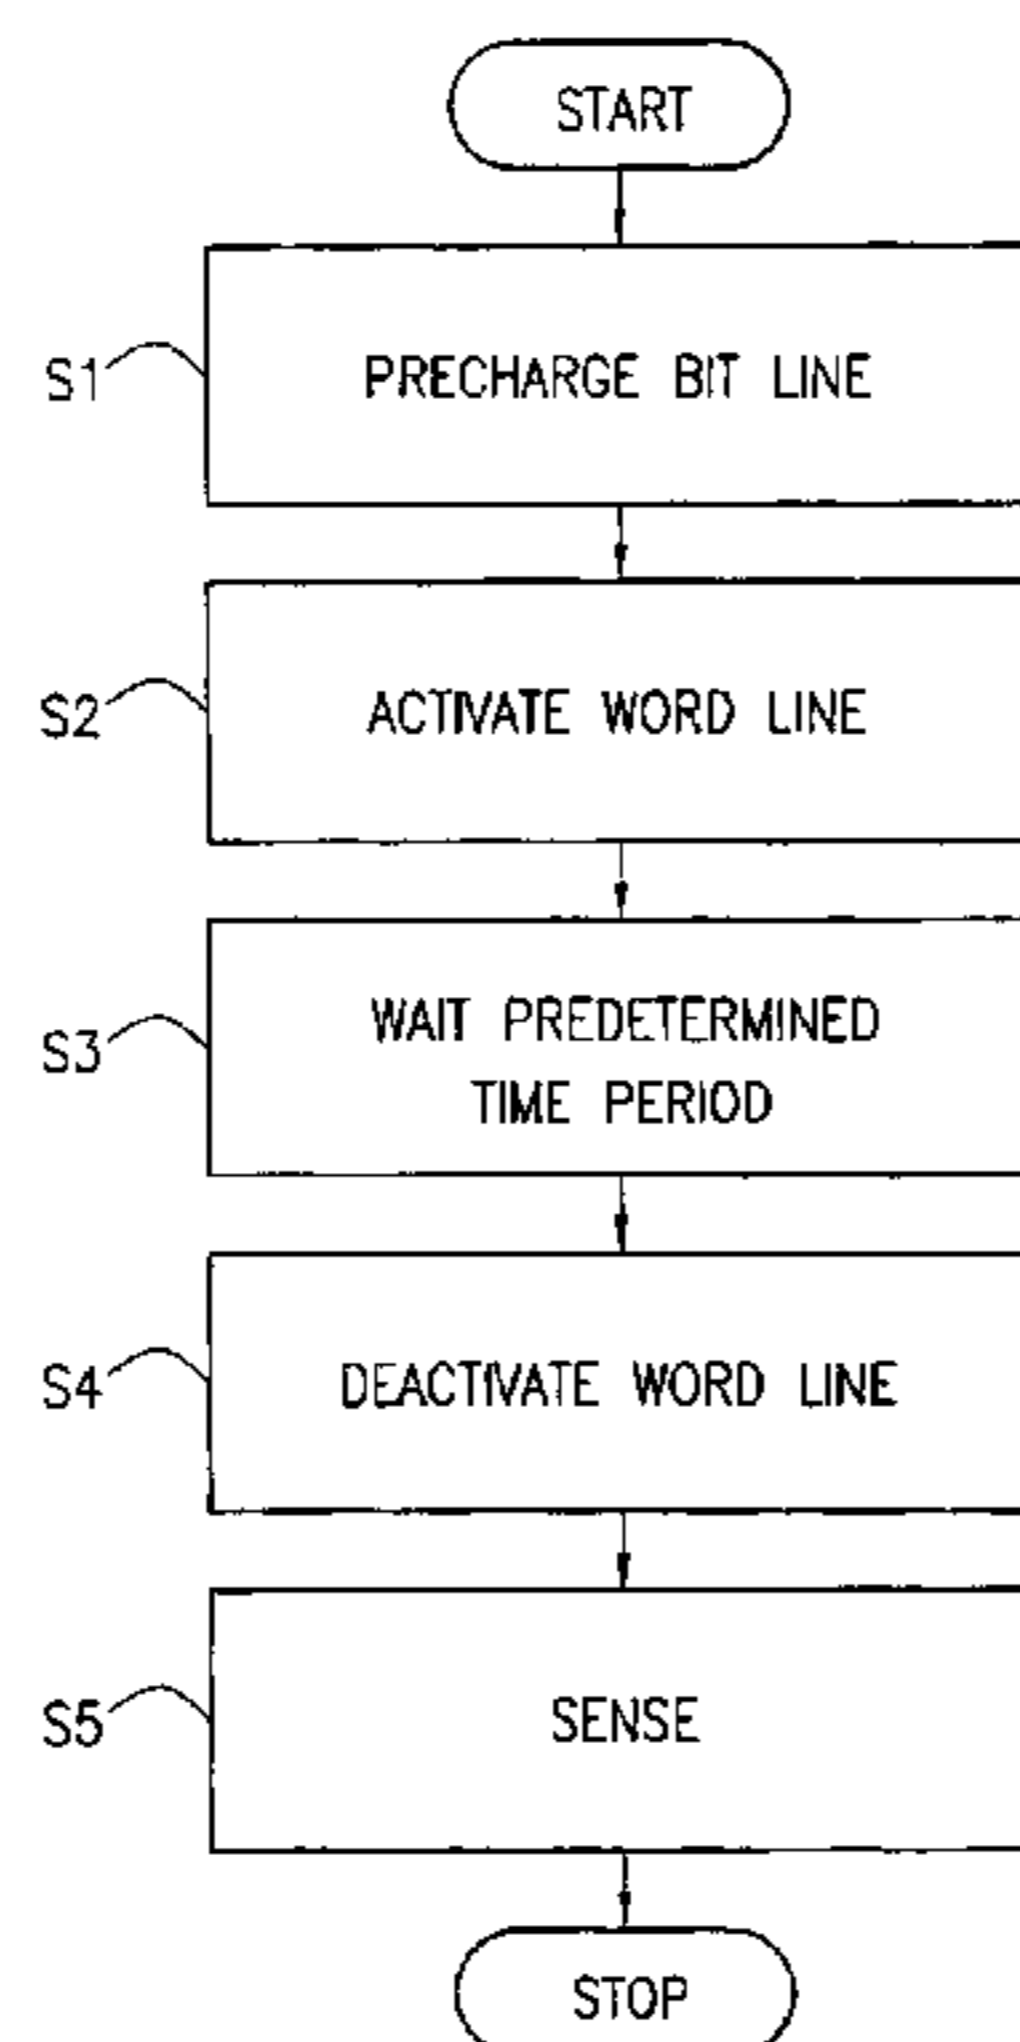 START
S1
PRECHARGE BIT LINE
S2
ACTIVATE WORD LINE
S3
WAIT PREDETERMINED
TIME PERIOD
S4
DEACTIVATE WORD LINE
S5
SENSE
STOP